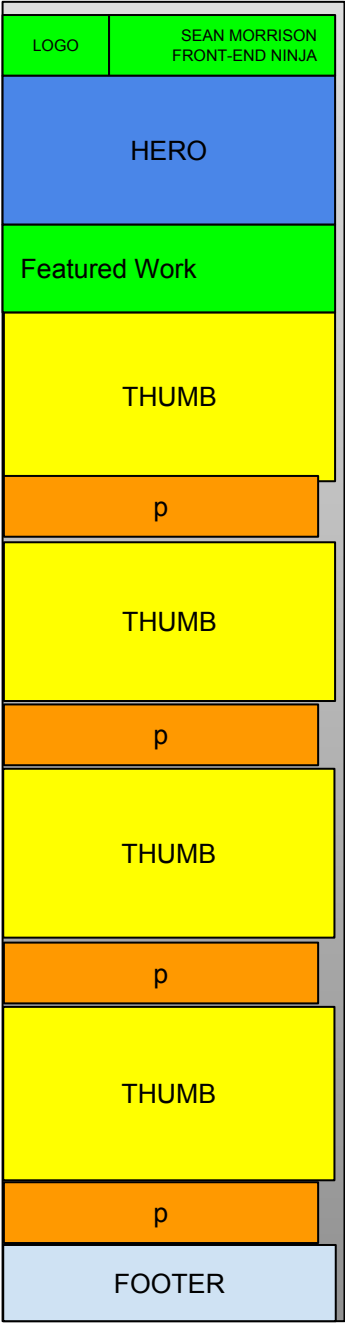 LOGO
SEAN MORRISON
FRONT-END NINJA
HERO
Featured Work
THUMB
p
THUMB
p
THUMB
p
THUMB
p
FOOTER